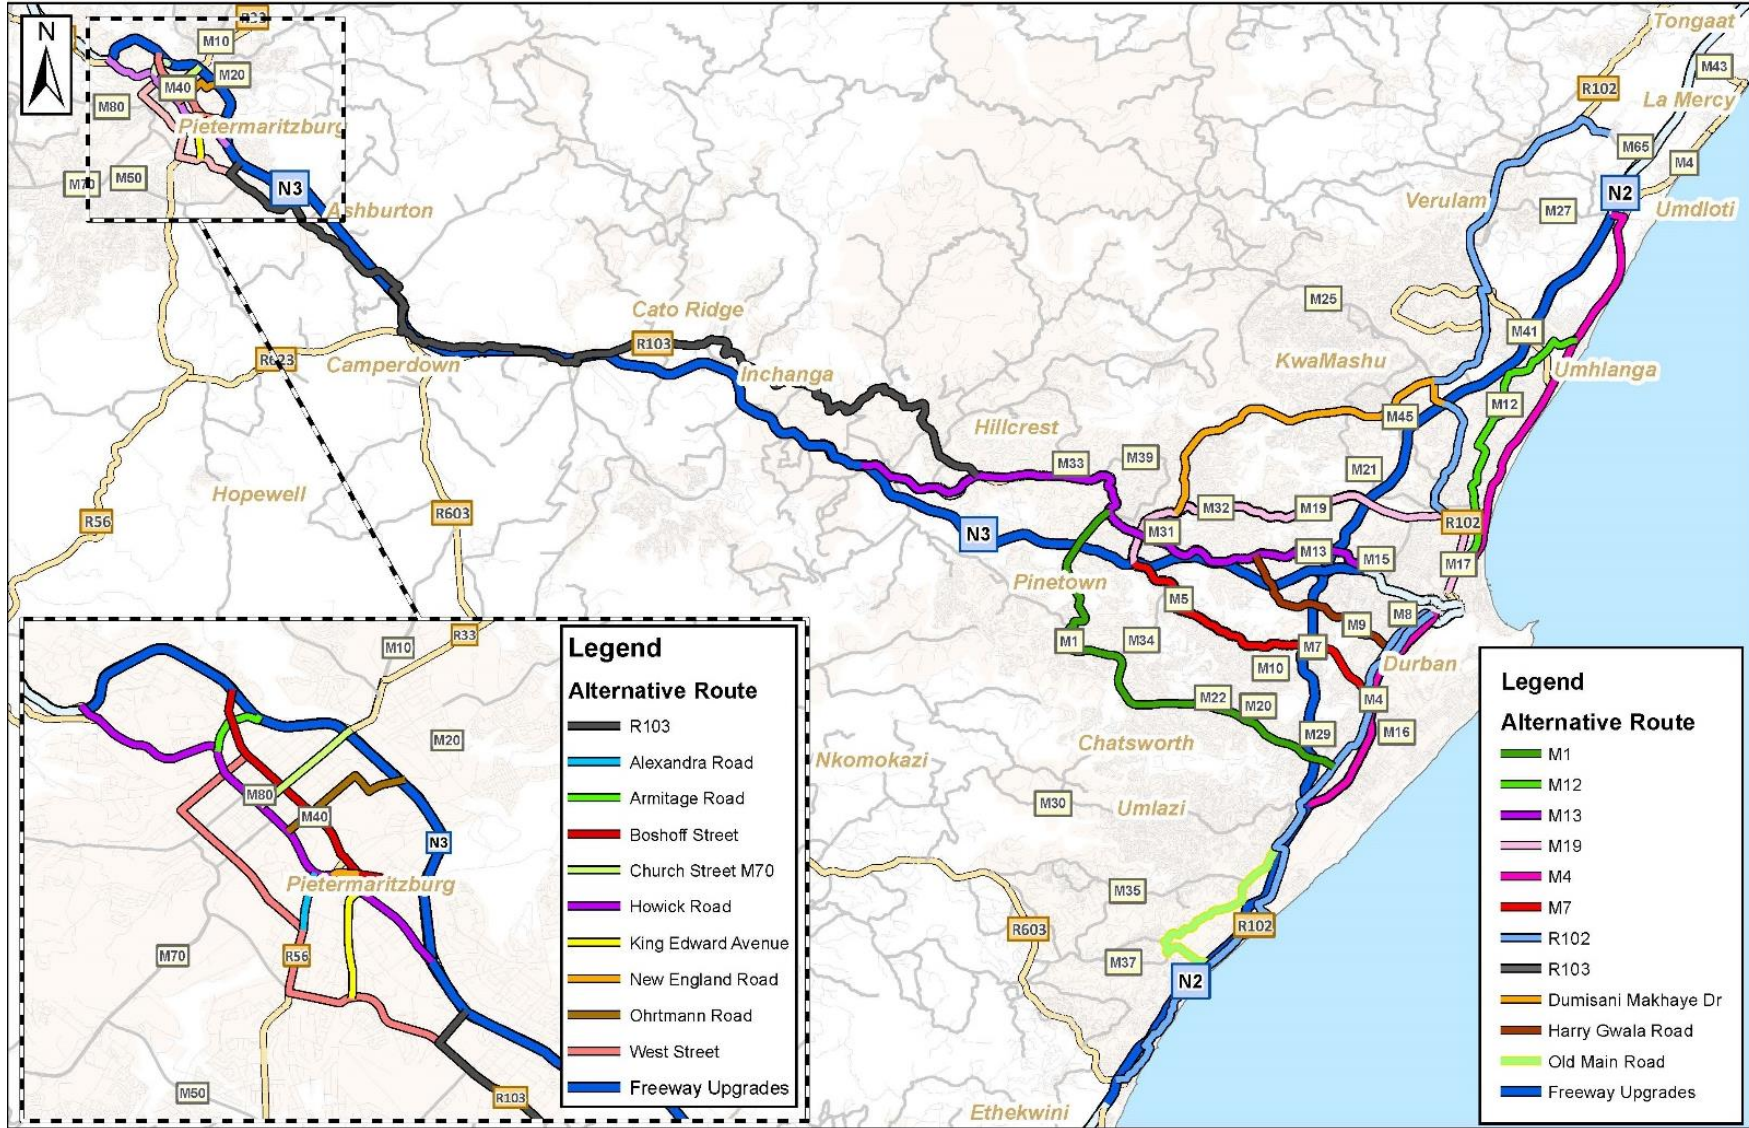 N
R33
M10
M20
M40
M80
Pietermaritzburg
M70
M50
N3
Ashburton
Tongaat
M43
R102
La Mercy
M65
M4
N2
Verulam
M27
Umdloti
M25
M41
KwaMashu
Umhlanga
M12
M45
Cato Ridge
R103
R623
Camperdown
Inchanga
Hillcrest
M33
M39
M21
Hopewell
R56
R603
N3
M32
M19
R102
M31
M13
M15
M17
Pinetown
M5
M8
M9
M1
M34
M7
M10
Durban
M22
M20
M4
M29
M16
Chatsworth
Nkomokazi
M30
Umlazi
M35
R603
R102
M37
N2
Ethekwini
M10
R33
M20
M80
M40
N3
Pietermaritzburg
M70
R56
M50
R103
Legend
Alternative Route
R103
Alexandra Road
Armitage Road
Boshoff Street
Church Street M70
Howick Road
King Edward Avenue
New England Road
Ohrtmann Road
West Street
Freeway Upgrades
Legend
Alternative Route
M1
M12
M13
M19
M4
M7
R102
R103
Dumisani Makhaye Dr
Harry Gwala Road
Old Main Road
Freeway Upgrades